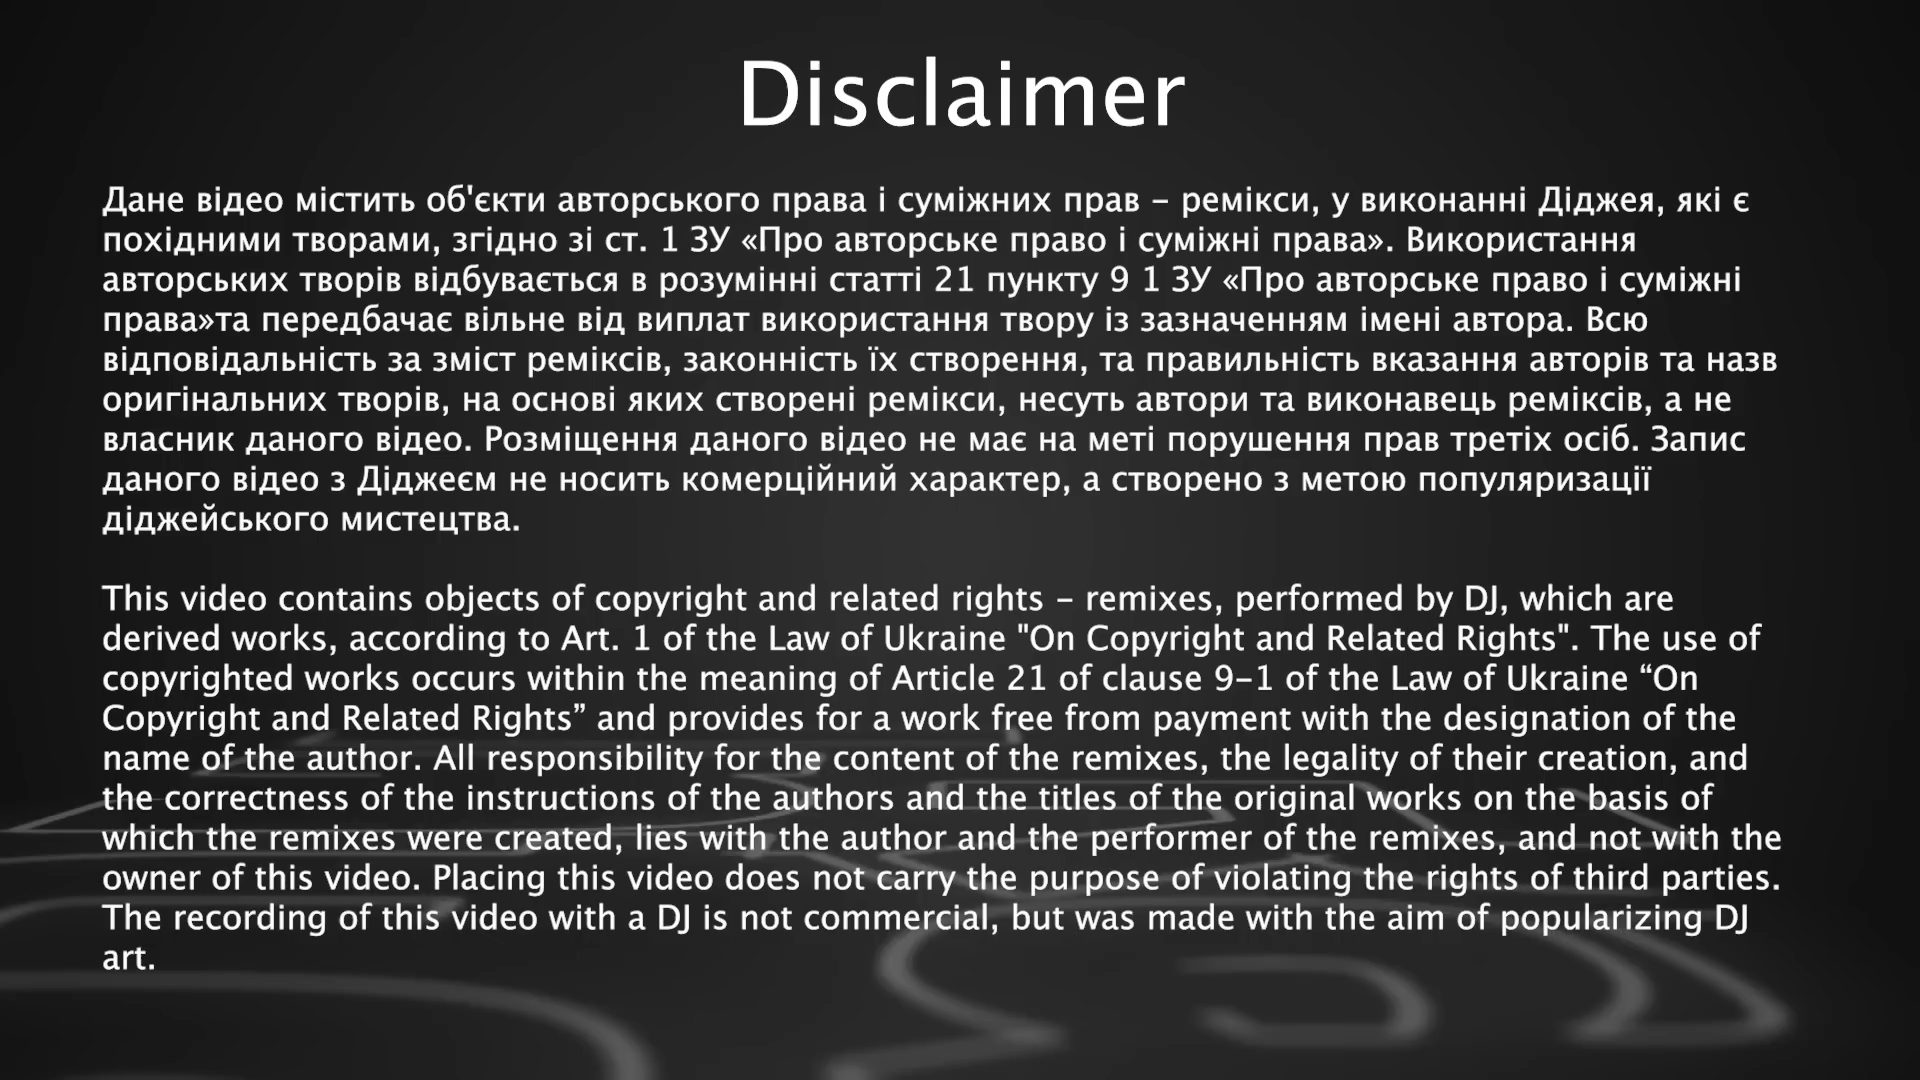 Disclaimer
Дане відео містить об'єкти авторського права і суміжних прав – ремікси, у виконанні Діджея, які є
похідними творами, згідно зі ст. 1 ЗУ «Про авторське право і суміжні права». Використання
авторських творів відбувається в розумінні статті 21 пункту 9 1 ЗУ «Про авторське право і суміжні
права»та передбачає вільне від виплат використання твору із зазначенням імені автора. Всю
відповідальність за зміст реміксів, законність їх створення, та правильність вказання авторів та назв
оригінальних творів, на основі яких створені ремікси, несуть автори та виконавець реміксів, а не
власник даного відео. Розміщення даного відео не має на меті порушення прав третіх осіб. Запис
даного відео з Діджеєм не носить комерційний характер, а створено з метою популяризації
діджейського мистецтва.
This video contains objects of copyright and related rights – remixes, performed by DJ, which are
derived works, according to Art. 1 of the Law of Ukraine "On Copyright and Related Rights". The use of
copyrighted works occurs within the meaning of Article 21 of clause 9–1 of the Law of Ukraine “On
Copyright and Related Rights” and provides for a work free from payment with the designation of the
name of the author. All responsibility for the content of the remixes, the legality of their creation, and
the correctness of the instructions of the authors and the titles of the original works on the basis of
which the remixes were created, lies with the author and the performer of the remixes, and not with the
owner of this video. Placing this video does not carry the purpose of violating the rights of third parties.
The recording of this video with a DJ is not commercial, but was made with the aim of popularizing DJ
art.